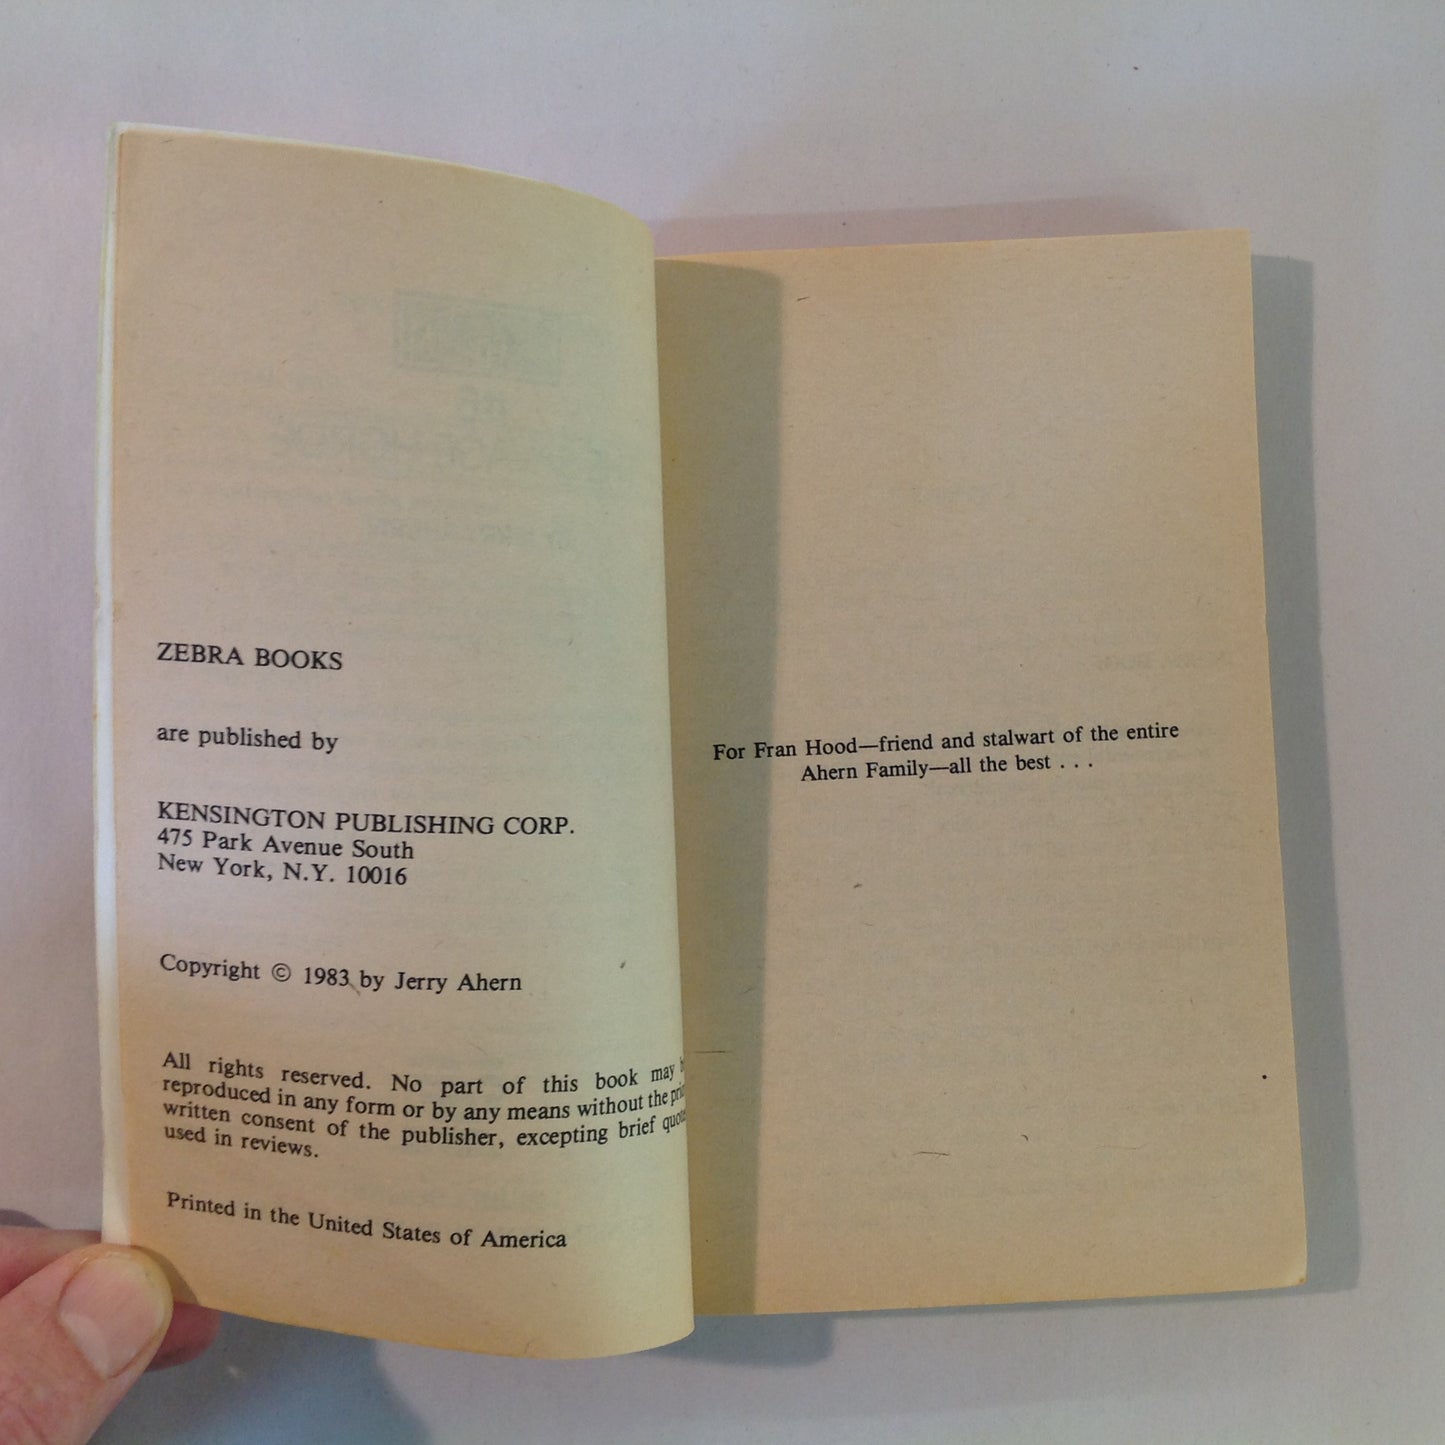 ZEBRA BOOKS
are published by
KENSINGTON PUBLISHING CORP.
475 Park Avenue South
New York, N.Y. 10016
Copyright © 1983 by Jerry Ahern
All rights reserved. No part of this book may
reproduced in any form or by any means without the
written consent of the publisher, excepting brief
used in reviews.
Printed in the United States of America
For Fran Hood—friend and stalwart of the entire
Ahern Family—all the best . . .